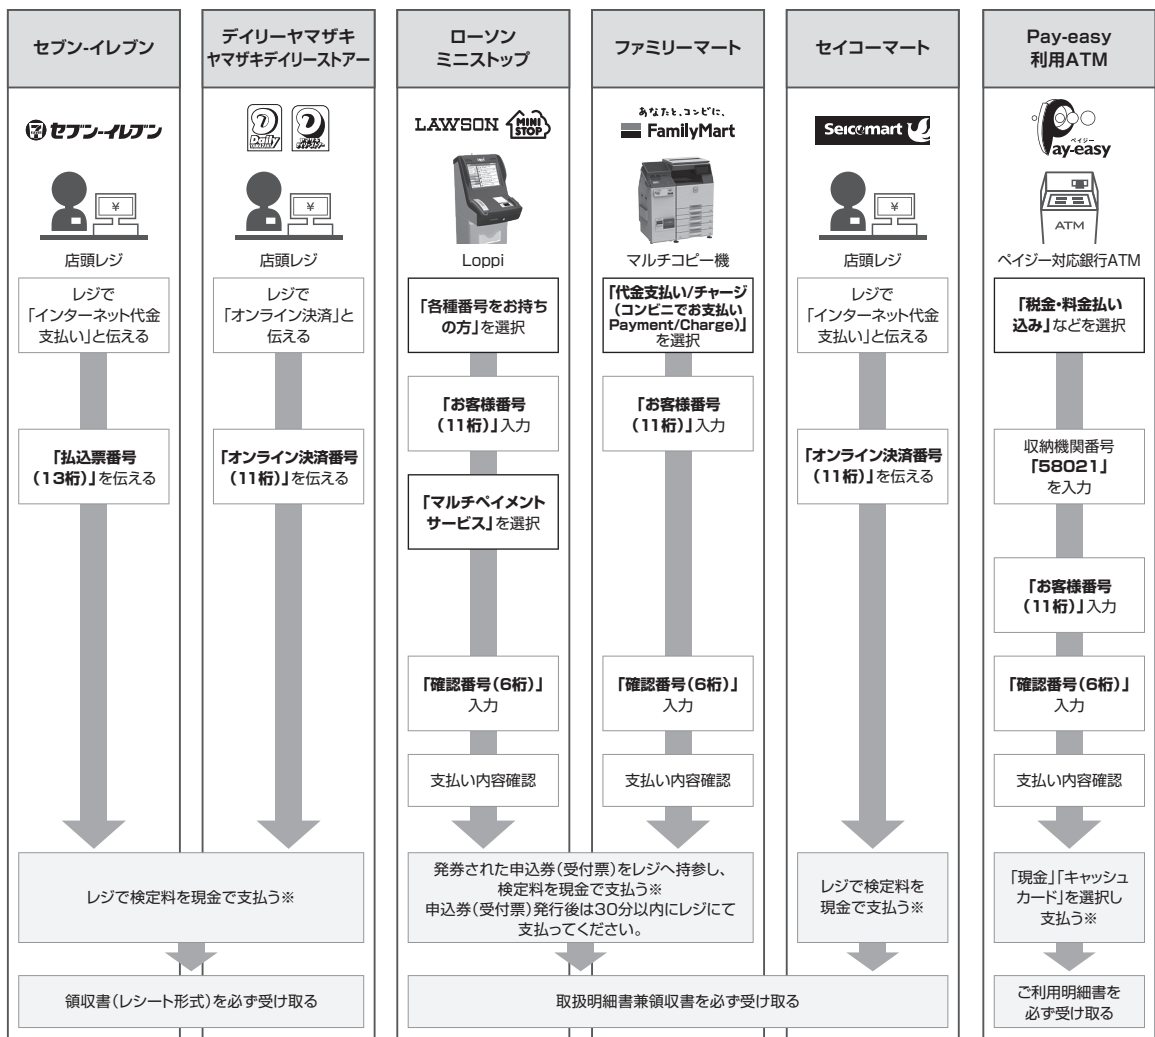 セブン-イレブン
デイリーヤマザキ
ヤマザキデイリーストアー
ローソン
ミニストップ
ファミリーマート
セイコーマート
Pay-easy
利用ATM
セブン-イレブン
Daily
LAWSON
MINI
STOP
あなたと、コンビに、
FamilyMart
Seicomart
ペイジー
Pay-easy
¥
¥
¥
ATM
店頭レジ
店頭レジ
Loppi
マルチコピー機
店頭レジ
ペイジー対応銀行ATM
レジで
「インターネット代金
支払い」と伝える
レジで
「オンライン決済」と
伝える
「各種番号をお持ち
の方」を選択
「代金支払い/チャージ
(コンビニでお支払い
Payment/Charge)」
を選択
レジで
「インターネット代金
支払い」と伝える
「税金・料金払い
込み」などを選択
「お客様番号
(11桁)」入力
「お客様番号
(11桁)」入力
「払込票番号
(13桁)」を伝える
「オンライン決済番号
(11桁)」を伝える
「マルチペイメント
サービス」を選択
「オンライン決済番号
(11桁)」を伝える
収納機関番号
「58021」
を入力
「お客様番号
(11桁)」入力
「確認番号(6桁)」
入力
「確認番号(6桁)」
入力
「確認番号(6桁)」
入力
支払い内容確認
支払い内容確認
支払い内容確認
レジで検定料を現金で支払う※
発券された申込券(受付票)をレジへ持参し、
検定料を現金で支払う※
申込券(受付票)発行後は30分以内にレジにて
支払ってください。
レジで検定料を
現金で支払う※
「現金」「キャッシュ
カード」を選択し
支払う※
領収書(レシート形式)を必ず受け取る
取扱明細書兼領収書を必ず受け取る
ご利用明細書を
必ず受け取る